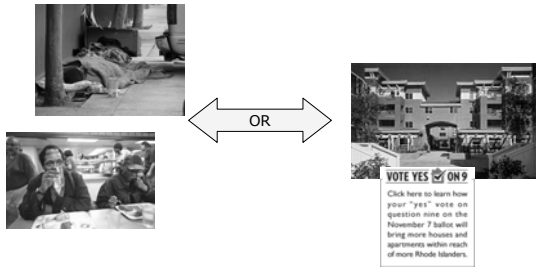 OR
VOTE YES ON 9
Click here to learn how
your "yes" vote on
question nine on the
November 7 ballot will
bring more houses and
apartments within reach
of more Rhode Islanders.